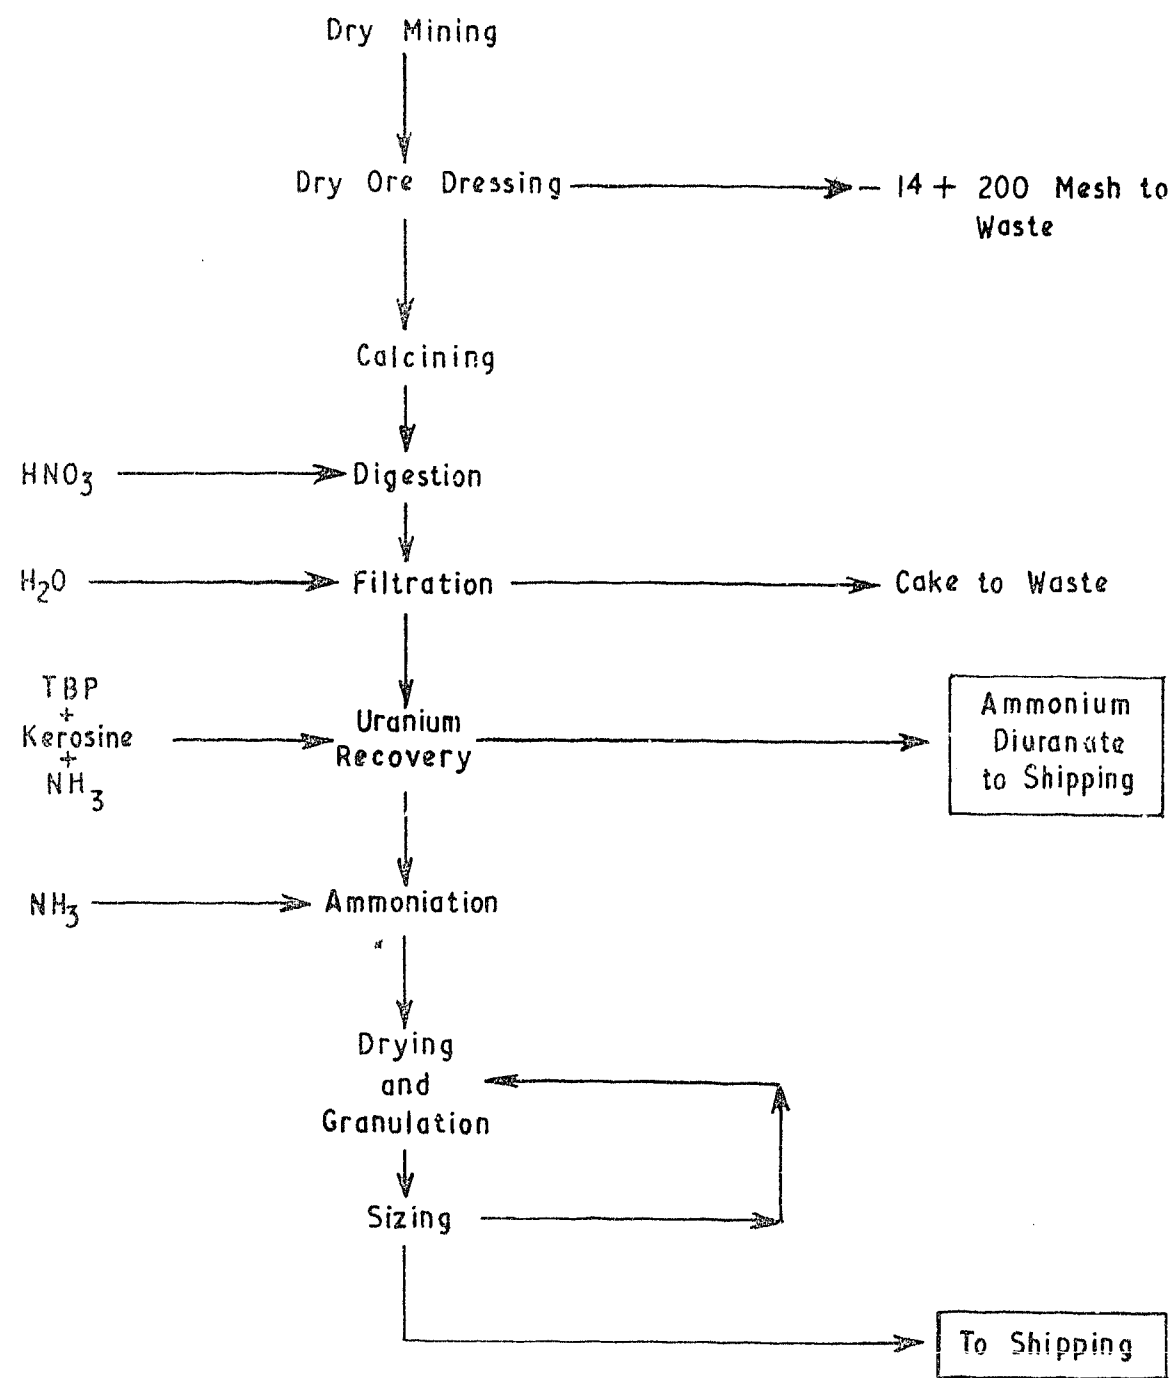 Dry Mining
Dry Ore Dressing
- 14 + 200 Mesh to
Waste
Calcining
HNO3
Digestion
H2O
Filtration
Cake to Waste
TBP
+
Kerosine
+
NH3
Uranium
Recovery
Ammonium
Diuranate
to Shipping
NH3
Ammoniation
Drying
and
Granulation
Sizing
To Shipping